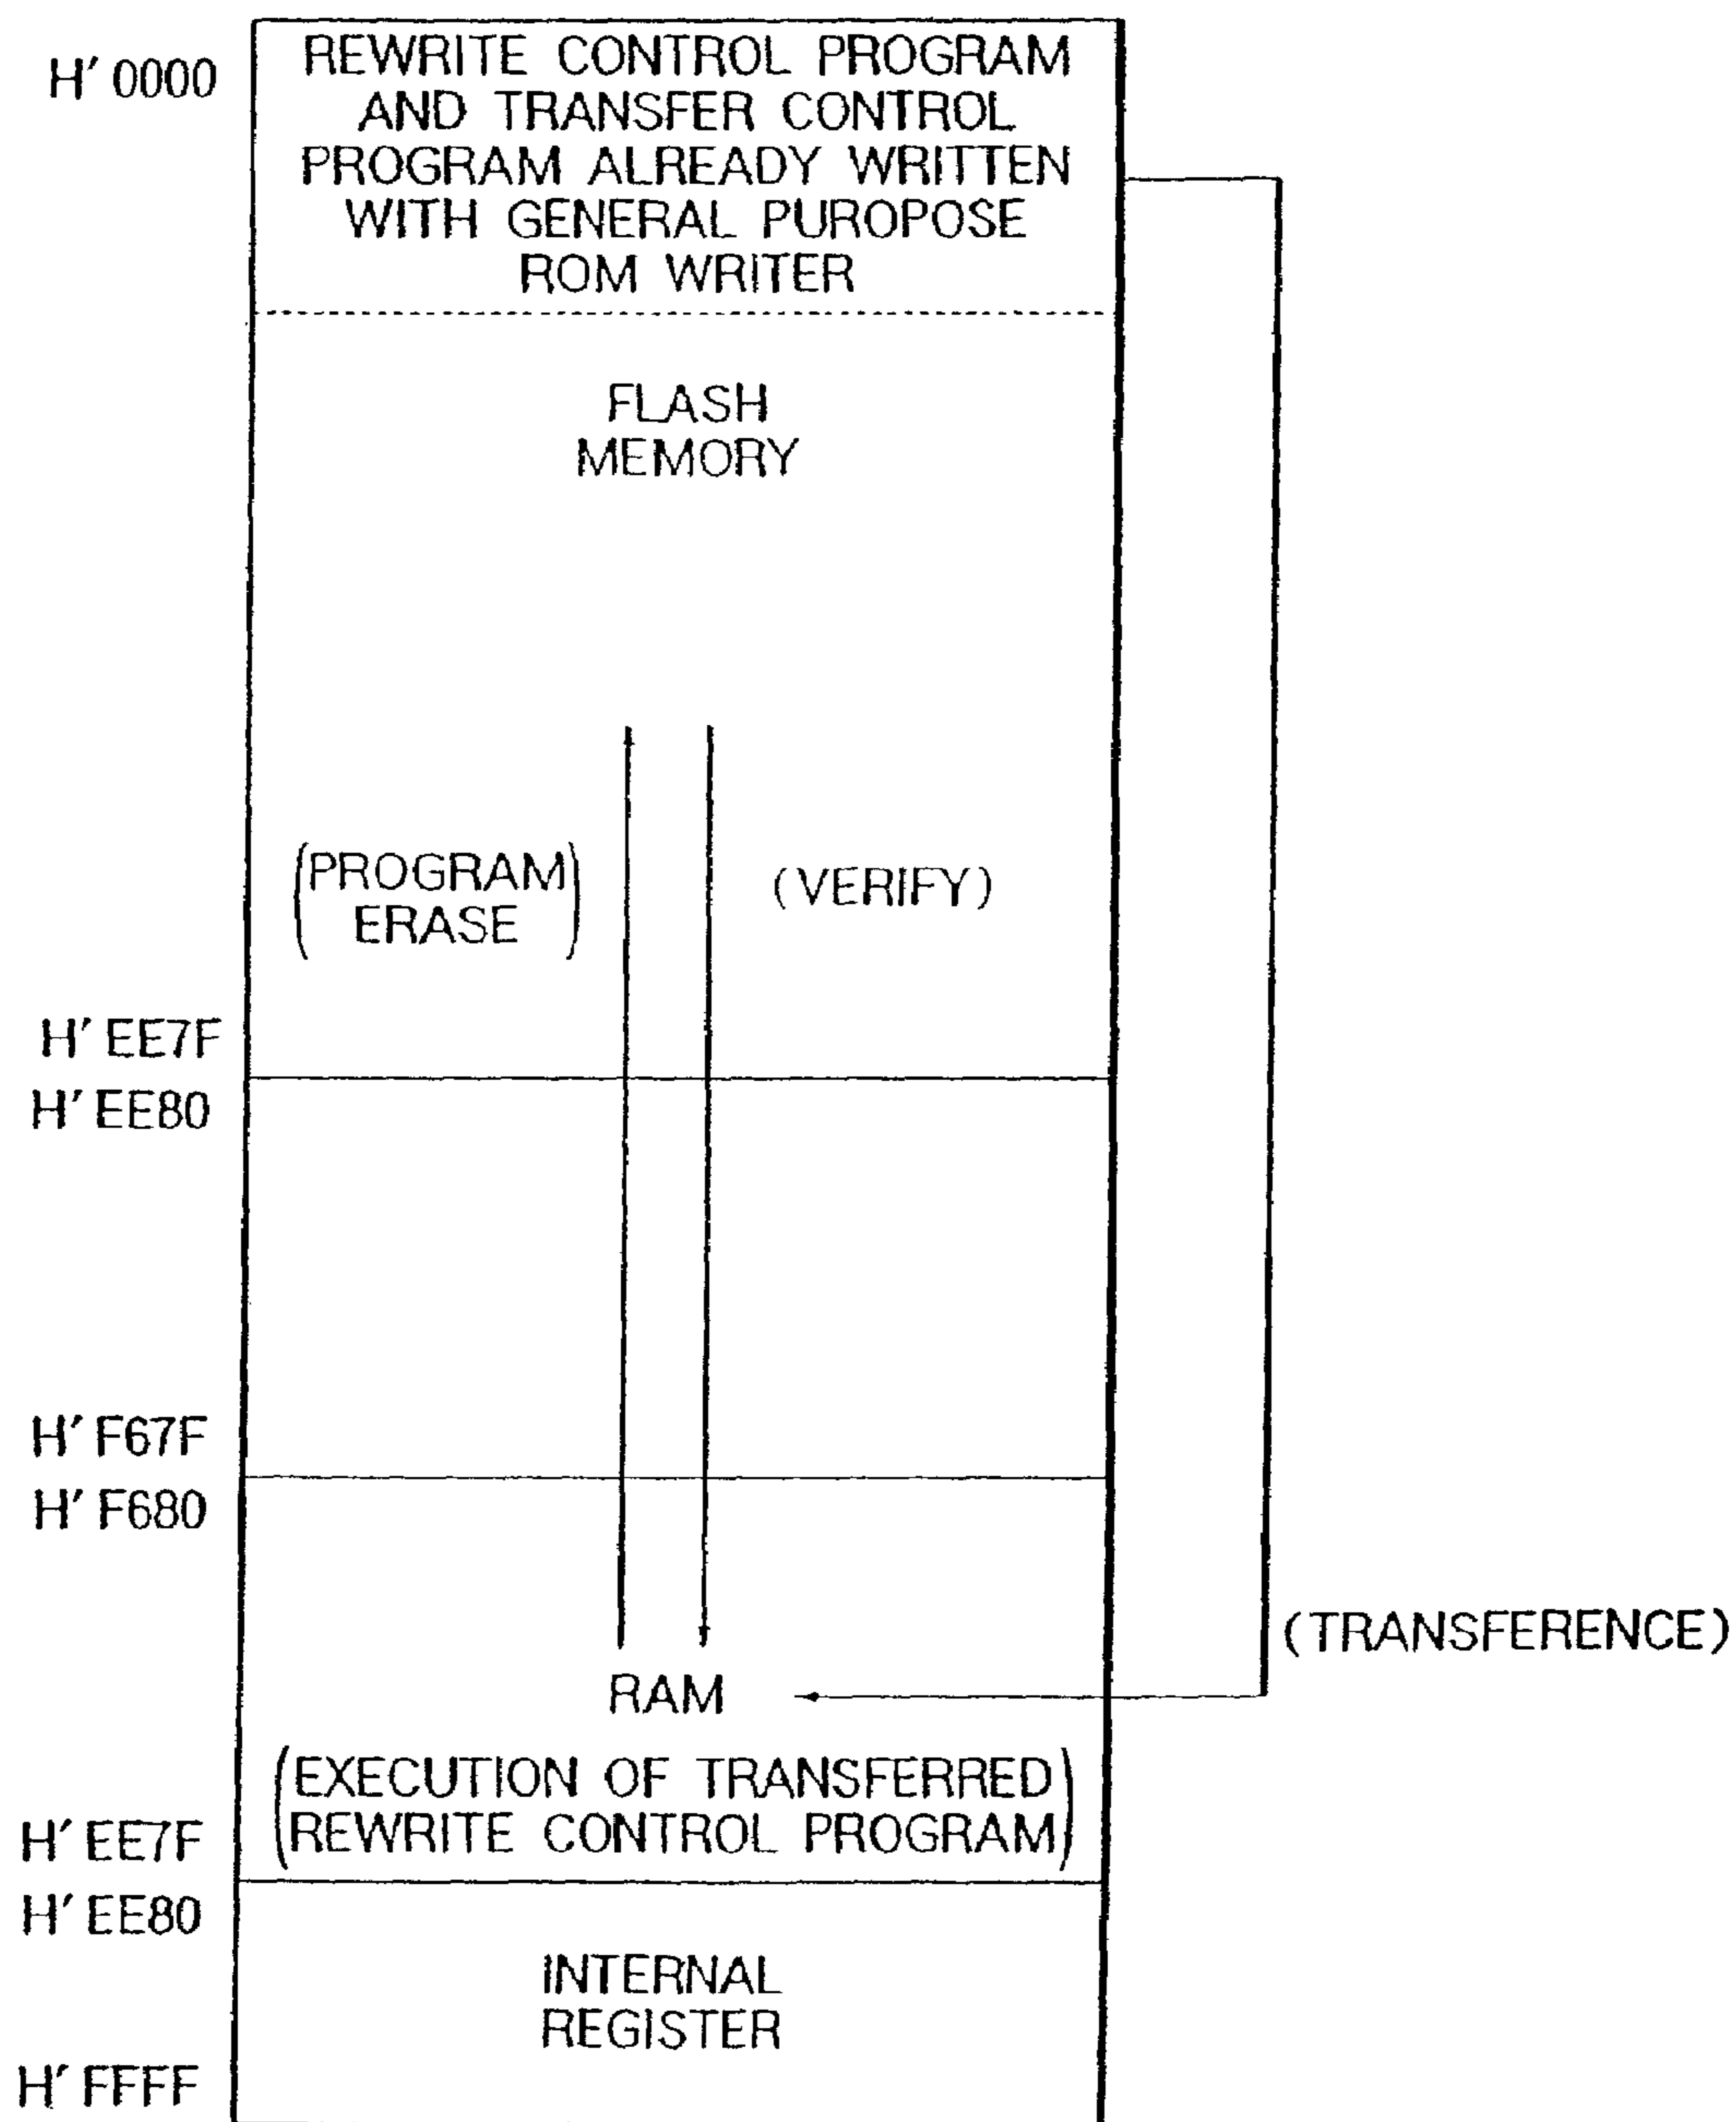 H' 0000
REWRITE CONTROL PROGRAM
AND TRANSFER CONTROL
PROGRAM ALREADY WRITTEN
WITH GENERAL PUROPOSE
ROM WRITER
FLASH
MEMORY
(PROGRAM
ERASE)
(VERIFY)
H' EE7F
H' EE80
H' F67F
H' F680
(TRANSFERENCE)
RAM
(EXECUTION OF TRANSFERRED
REWRITE CONTROL PROGRAM)
H' EE7F
H' EE80
INTERNAL
REGISTER
H' FFFF